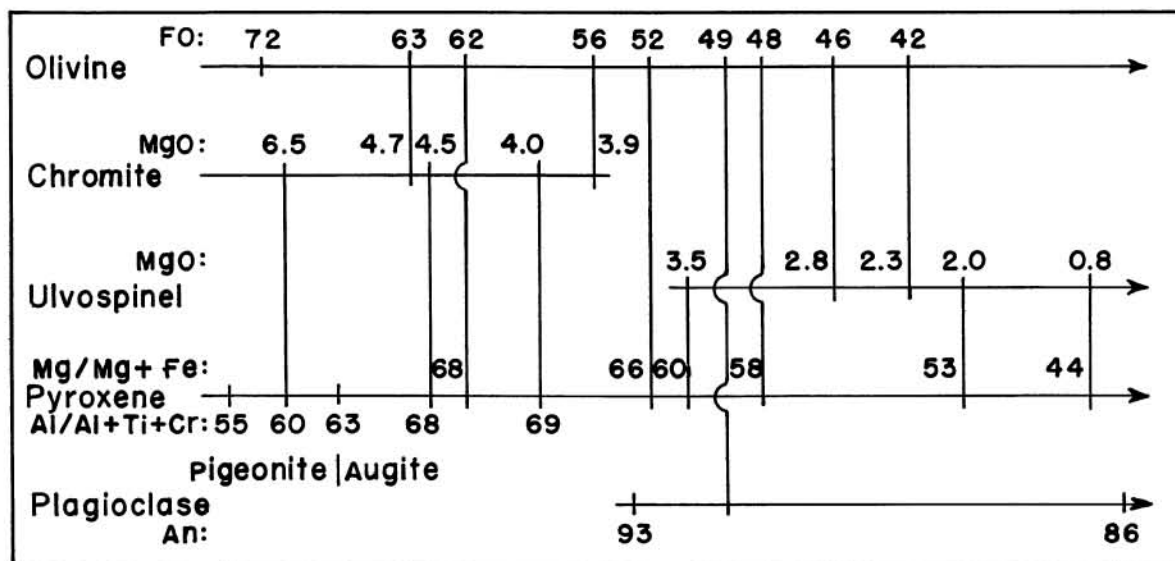 FO: 72 63 62 56 52 49 48 46 42
Olivine
MgO: 6.5 4.7 4.5 4.0 3.9
Chromite
MgO: 3.5 2.8 2.3 2.0 0.8
Ulvospinel
Mg/Mg+Fe: 68 66 60 58 53 44
Pyroxene
Al/Al+Ti+Cr: 55 60 63 68 69
Pigeonite | Augite
Plagioclase
An: 93 86